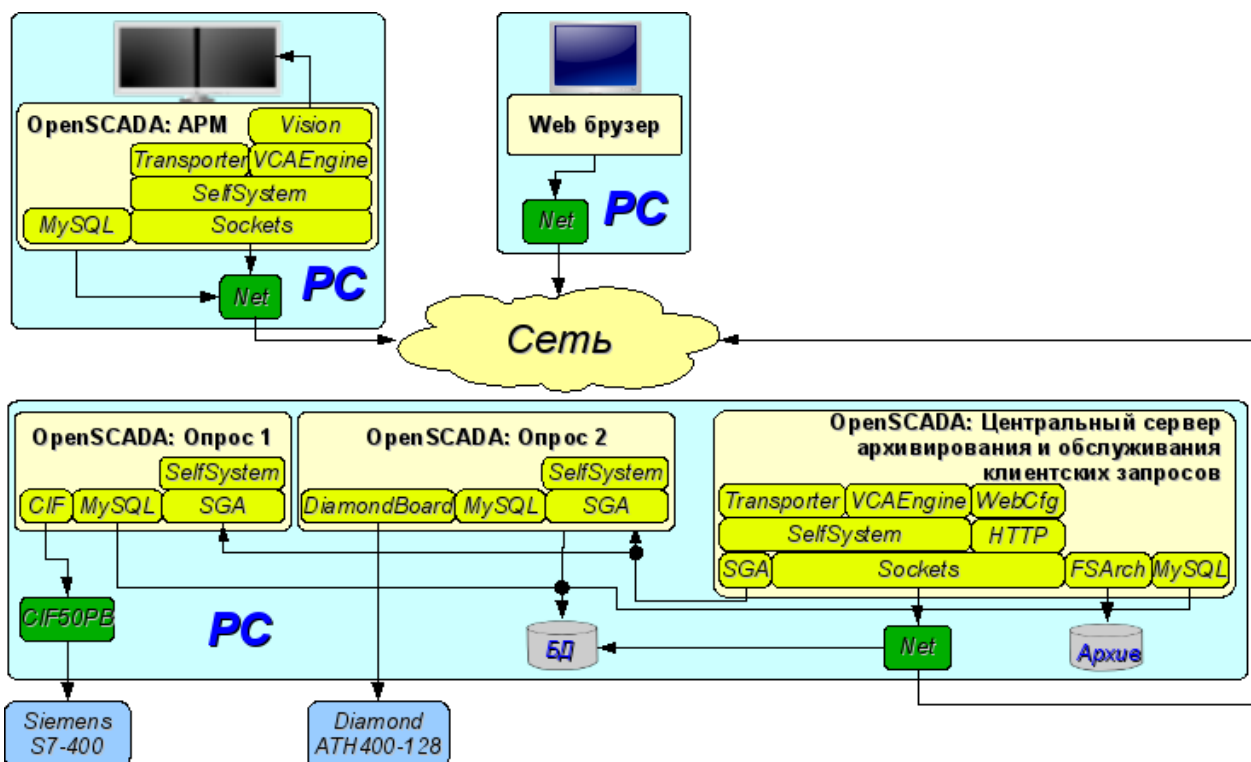 OpenSCADA: АРМ
Vision
Transporter
VCAEngine
SelfSystem
MySQL
Sockets
Net
PC
Web брузер
Net
PC
Сеть
OpenSCADA: Опрос 1
SelfSystem
CIF
MySQL
SGA
OpenSCADA: Опрос 2
SelfSystem
DiamondBoard
MySQL
SGA
OpenSCADA: Центральный сервер
архивирования и обслуживания
клиентских запросов
Transporter
VCAEngine
WebCfg
SelfSystem
HTTP
SGA
Sockets
FSArch
MySQL
CIF50PB
PC
БД
Net
Архив
Siemens
S7-400
Diamond
ATH400-128